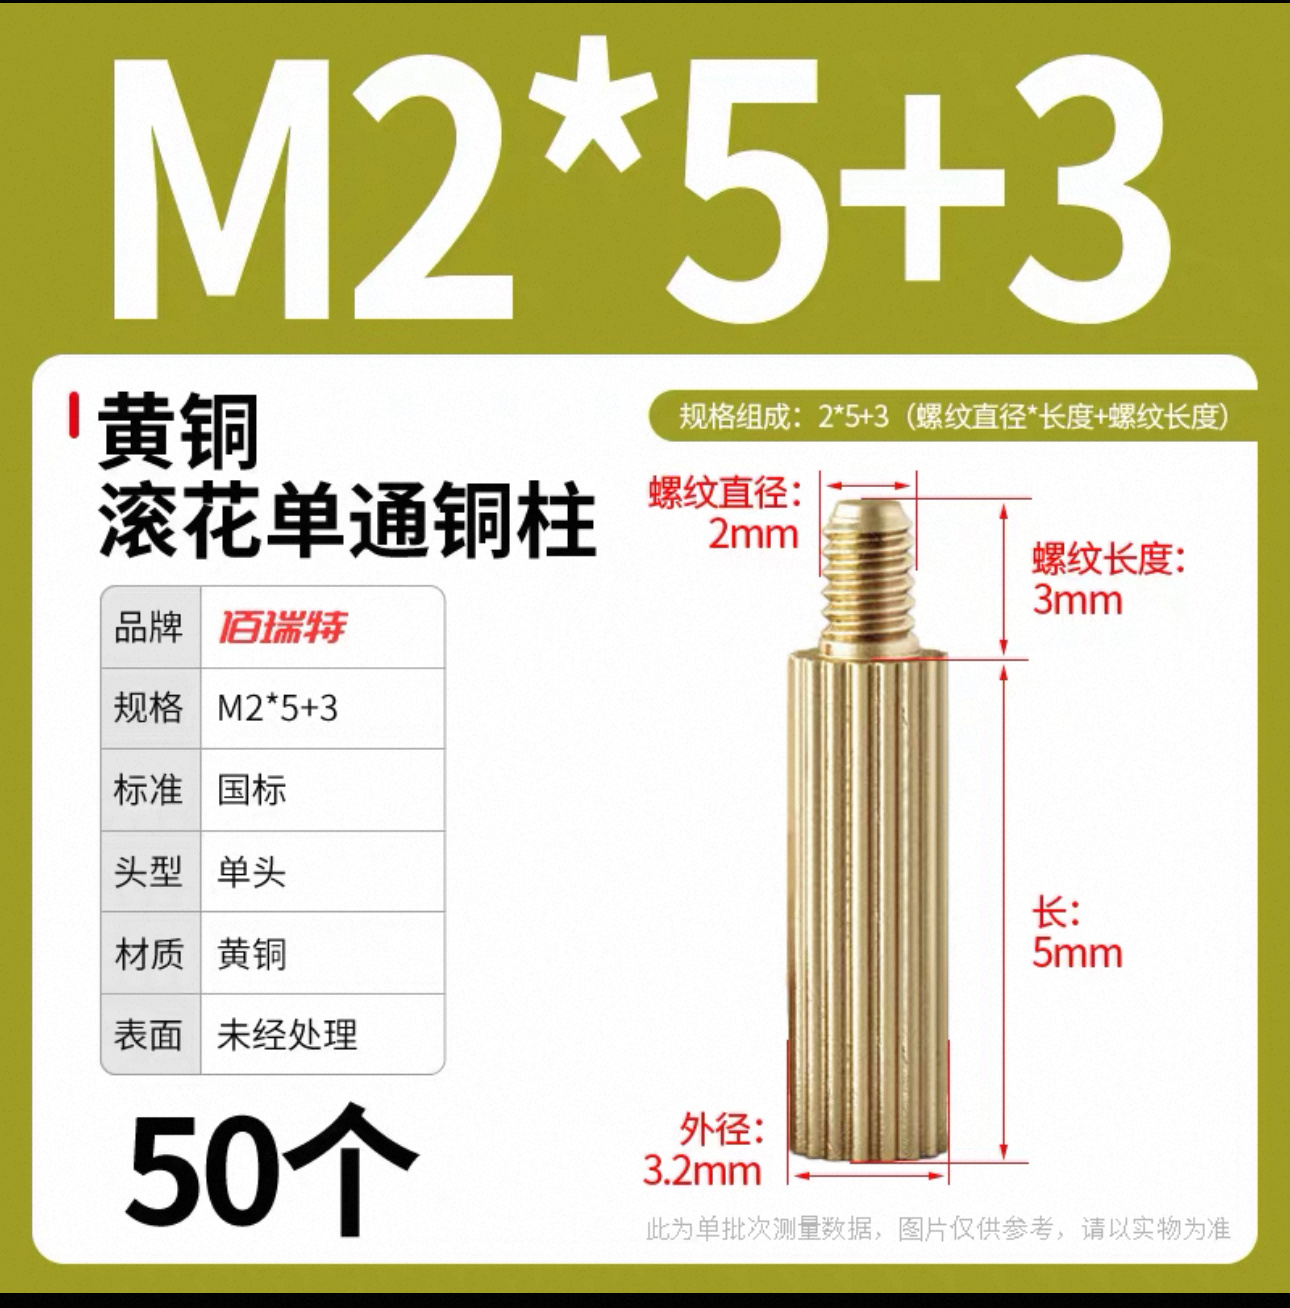 M2*5+3
黄铜
滚花单通铜柱
规格组成：2*5+3（螺纹直径*长度+螺纹长度）
品牌 佰瑞特
规格 M2*5+3
标准 国标
头型 单头
材质 黄铜
表面 未经处理
50个
螺纹直径：
2mm
螺纹长度：
3mm
长：
5mm
外径：
3.2mm
此为单批次测量数据，图片仅供参考，请以实物为准